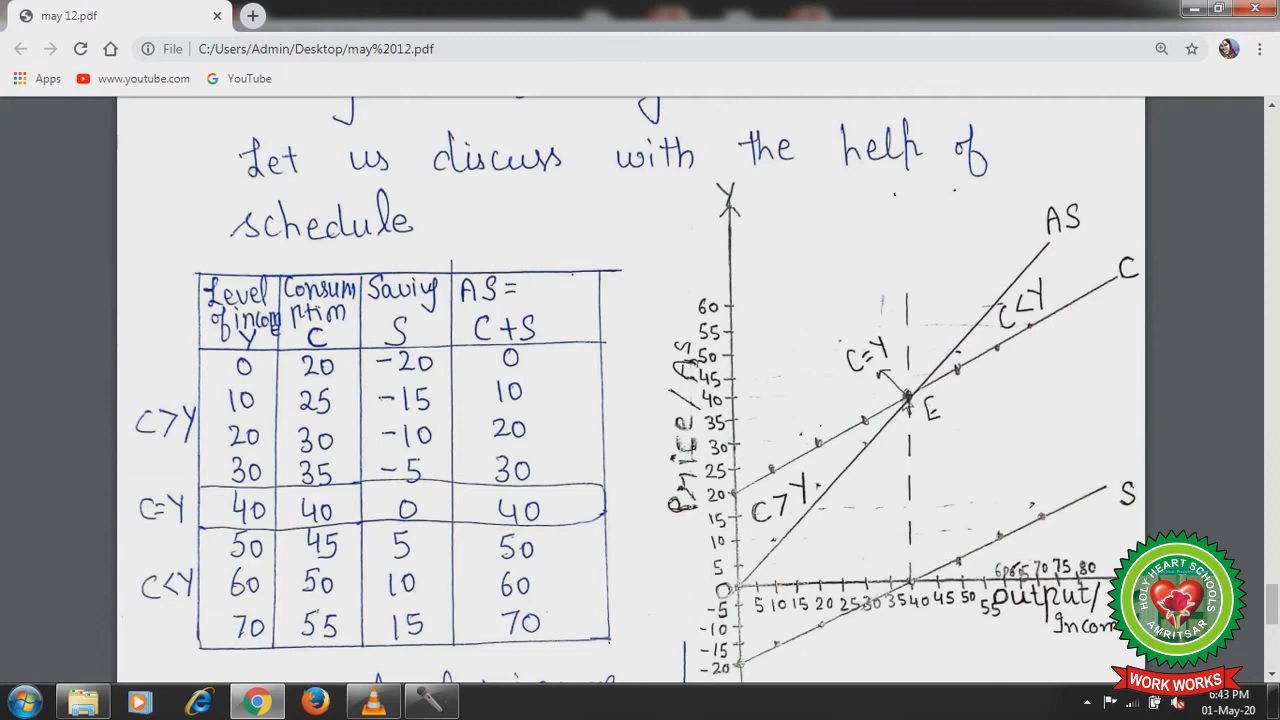 may 12.pdf
File C:/Users/Admin/Desktop/may%2012.pdf
Apps www.youtube.com YouTube
Let us discuss with the help of
schedule
Level of incom Y | Consumption C | Saving S | AS = C+S
0 20 -20 0
10 25 -15 10
C>Y 20 30 -10 20
30 35 -5 30
C=Y 40 40 0 40
50 45 5 50
C<Y 60 50 10 60
70 55 15 70
Y
AS
C
C<Y
C=Y
E
C>Y
S
Price/As
60
55
50
45
40
35
30
25
20
15
10
5
0
-5
-10
-15
-20
5 10 15 20 25 30 35 40 45 50 55 60 65 70 75 80
Output/
Incom
HOLY HEART SCHOOLS
AMRITSAR
WORK WORKS
6:43 PM
01-May-20